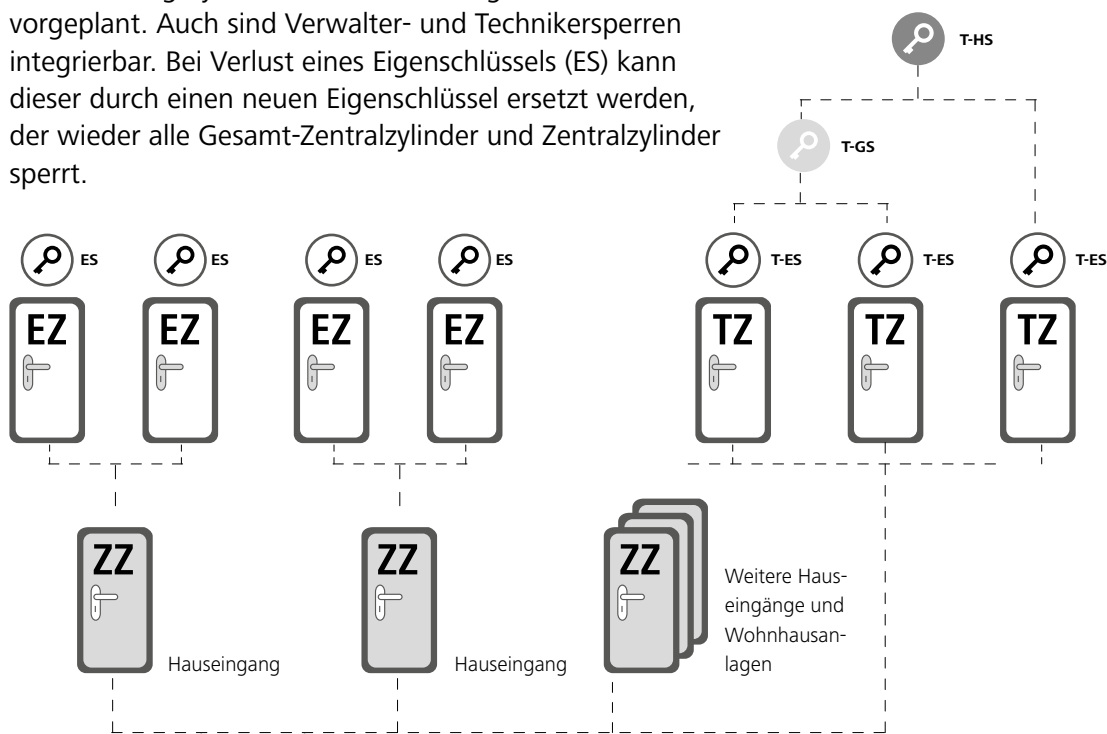 vorgeplant. Auch sind Verwalter- und Technikersperren
integrierbar. Bei Verlust eines Eigenschlüssels (ES) kann
dieser durch einen neuen Eigenschlüssel ersetzt werden,
der wieder alle Gesamt-Zentralzylinder und Zentralzylinder
sperrt.
T-HS
T-GS
ES ES ES ES T-ES T-ES T-ES
EZ EZ EZ EZ TZ TZ TZ
ZZ ZZ ZZ
Weitere Haus-
eingänge und
Wohnhausan-
lagen
Hauseingang Hauseingang